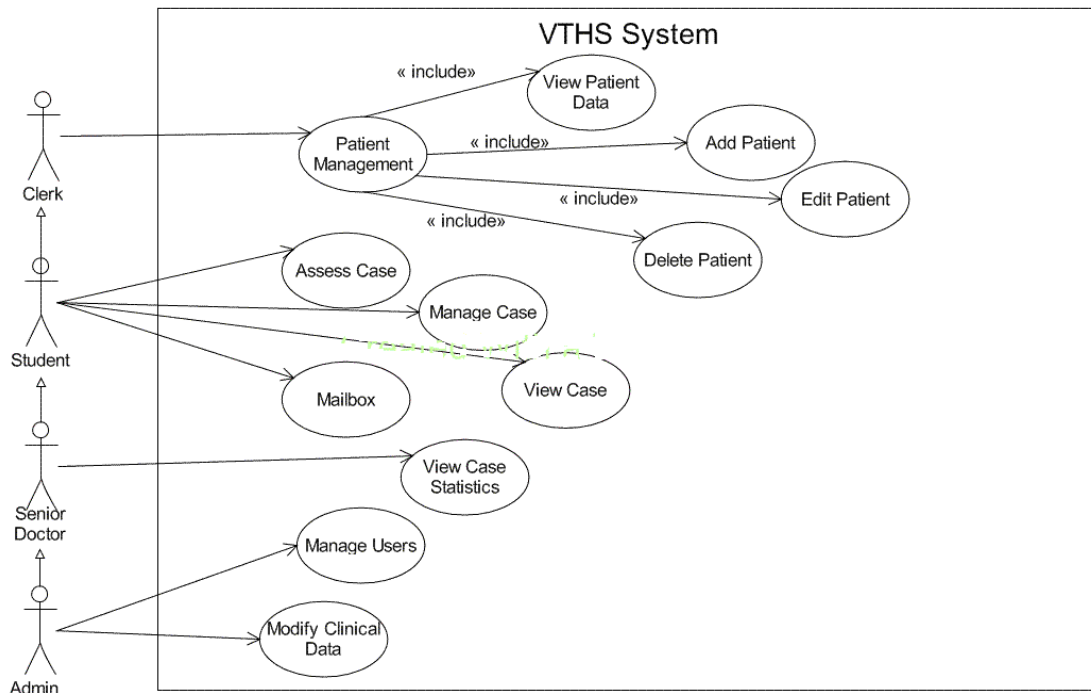 VTHS System
« include»
View Patient
Data
Patient
Management
« include»
Add Patient
Clerk
« include»
Edit Patient
« include»
Delete Patient
Assess Case
Manage Case
Student
View Case
Mailbox
View Case
Statistics
Senior
Doctor
Manage Users
Modify Clinical
Data
Admin